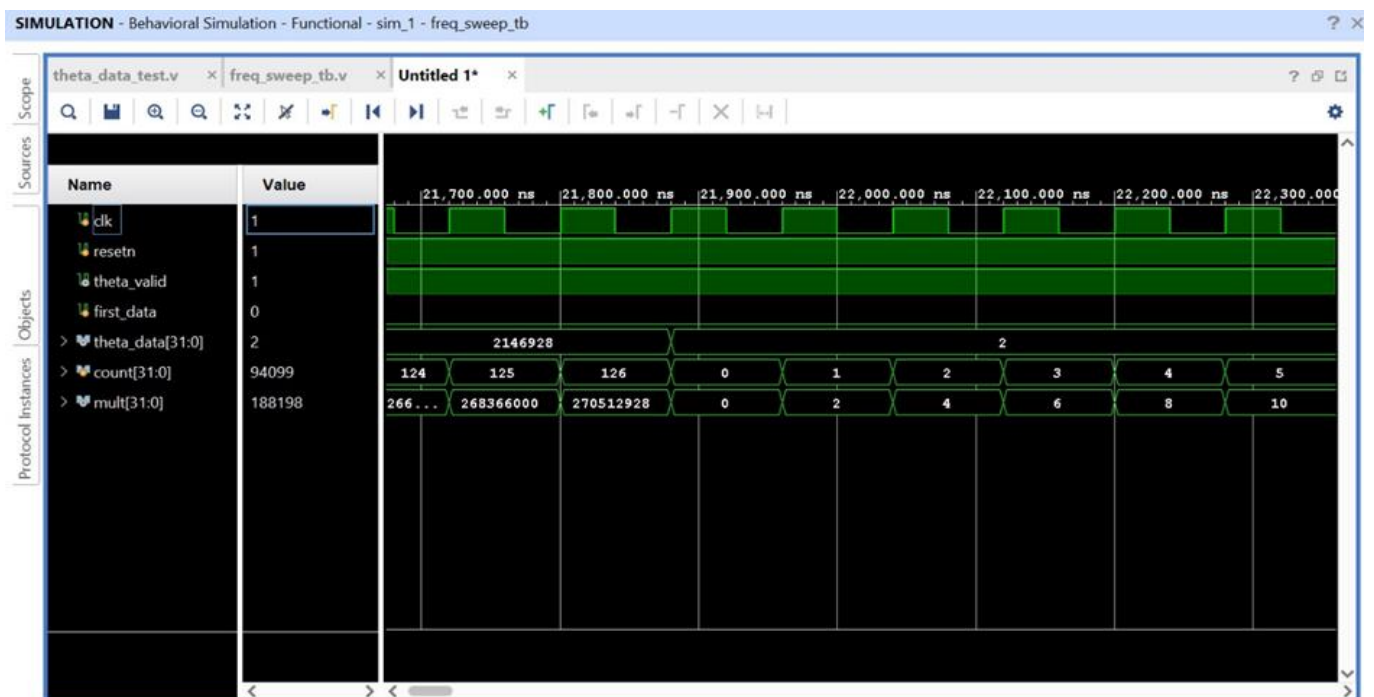 SIMULATION - Behavioral Simulation - Functional - sim_1 - freq_sweep_tb ? ×
theta_data_test.v × freq_sweep_tb.v × Untitled 1* × ?
Scope
Sources
Objects
Protocol Instances
Name Value
21,700.000 ns 21,800.000 ns 21,900.000 ns 22,000.000 ns 22,100.000 ns 22,200.000 ns 22,300.000
clk 1
resetn 1
theta_valid 1
first_data 0
> theta_data[31:0] 2 2146928 2
> count[31:0] 94099 124 125 126 0 1 2 3 4 5
> mult[31:0] 188198 266... 268366000 270512928 0 2 4 6 8 10